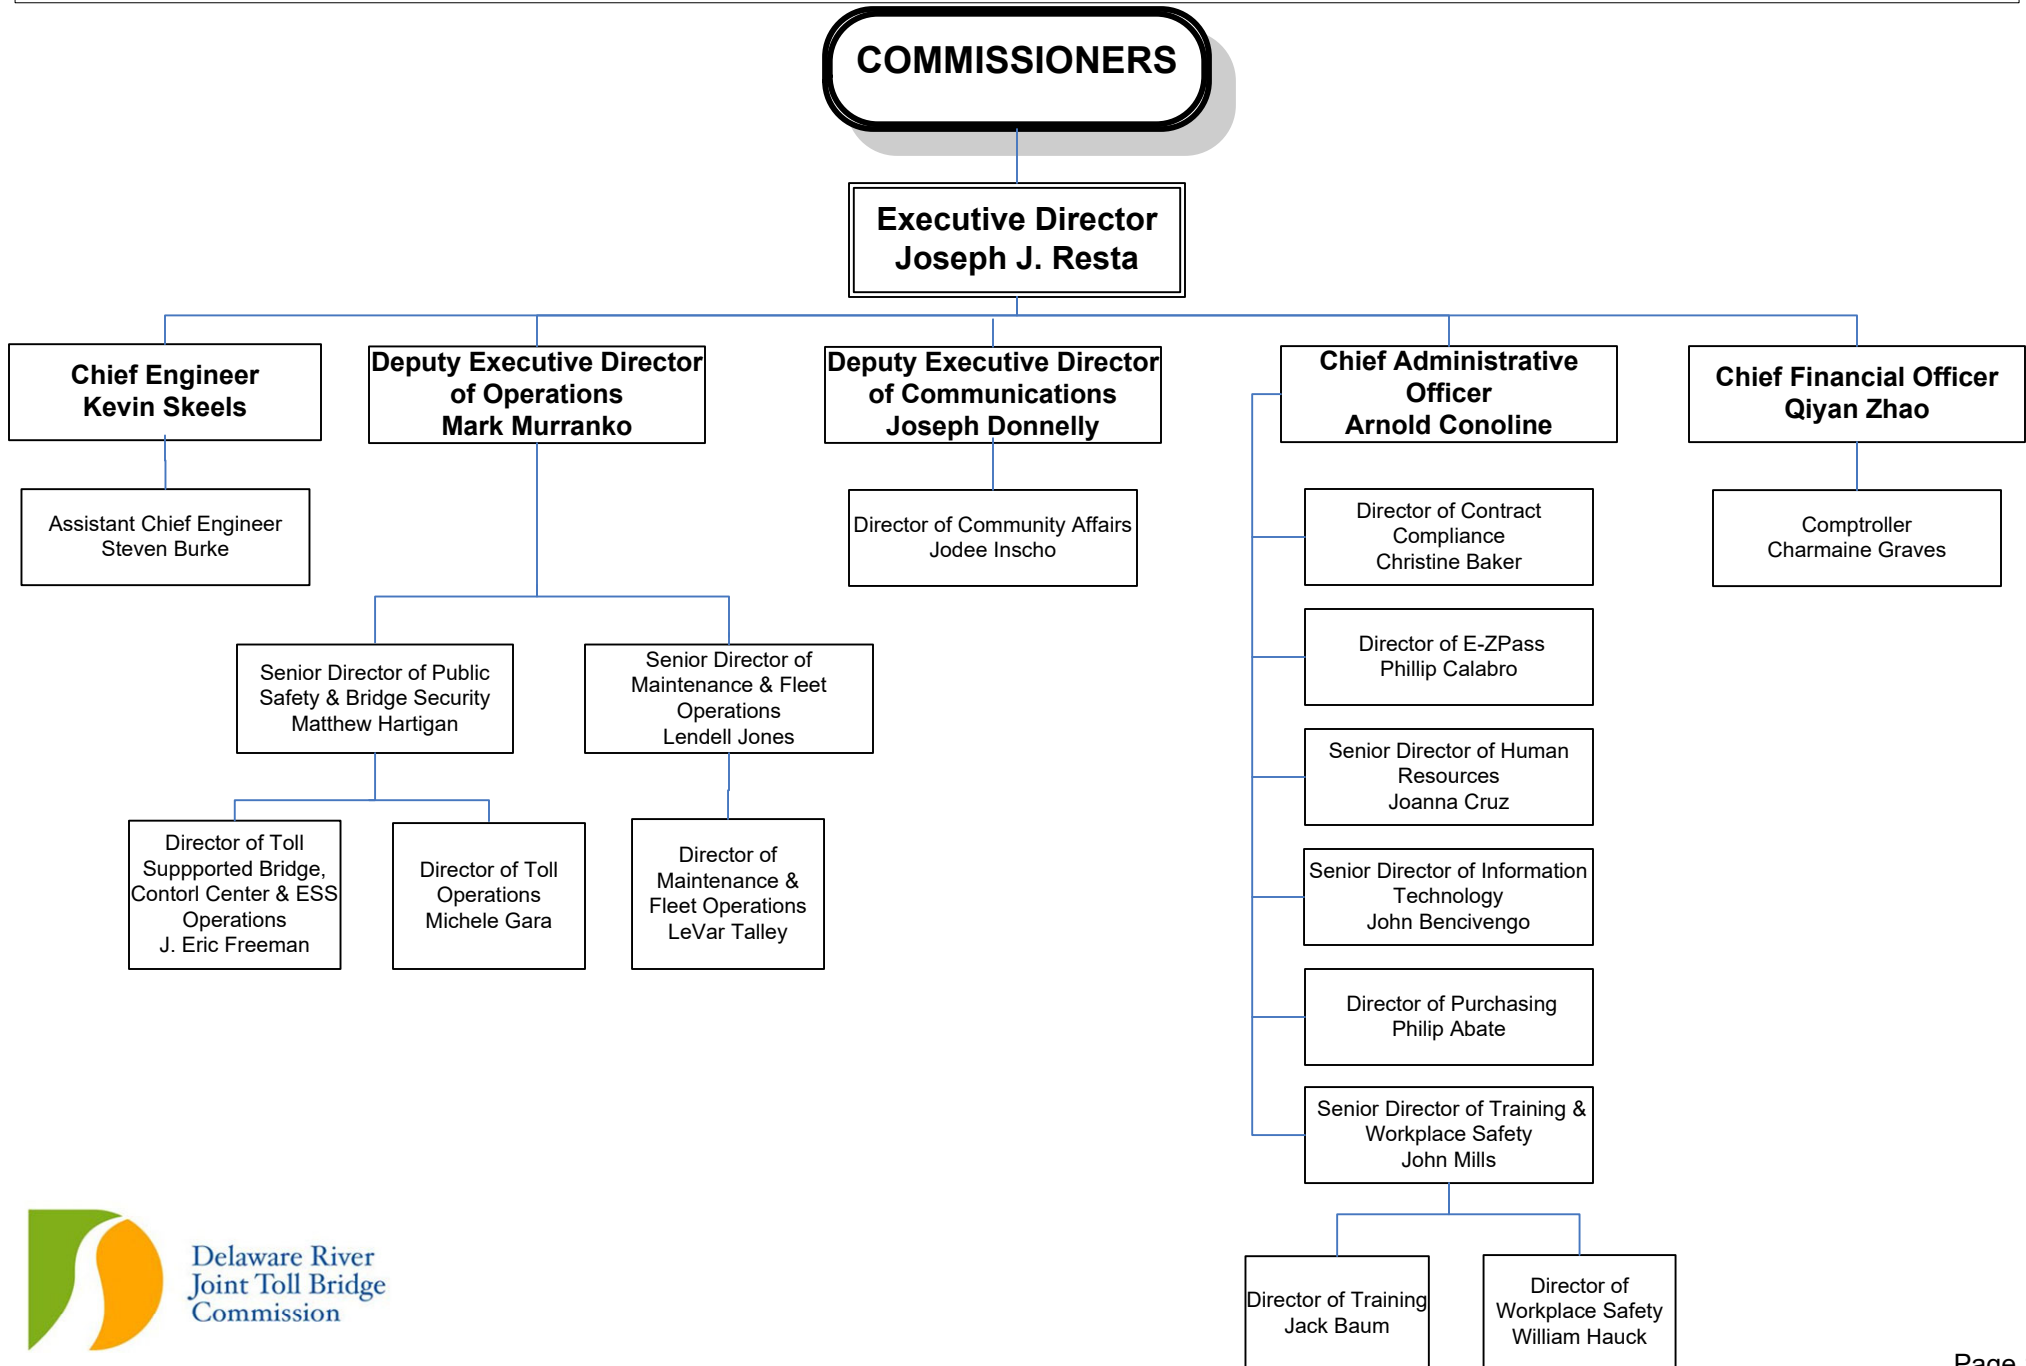 COMMISSIONERS
Executive Director
Joseph J. Resta
Chief Engineer
Kevin Skeels
Deputy Executive Director
of Operations
Mark Murranko
Deputy Executive Director
of Communications
Joseph Donnelly
Chief Administrative
Officer
Arnold Conoline
Chief Financial Officer
Qiyan Zhao
Assistant Chief Engineer
Steven Burke
Director of Community Affairs
Jodee Inscho
Director of Contract
Compliance
Christine Baker
Comptroller
Charmaine Graves
Director of E-ZPass
Phillip Calabro
Senior Director of Public
Safety & Bridge Security
Matthew Hartigan
Senior Director of
Maintenance & Fleet
Operations
Lendell Jones
Senior Director of Human
Resources
Joanna Cruz
Director of Toll
Suppported Bridge,
Contorl Center & ESS
Operations
J. Eric Freeman
Director of Toll
Operations
Michele Gara
Director of
Maintenance &
Fleet Operations
LeVar Talley
Senior Director of Information
Technology
John Bencivengo
Director of Purchasing
Philip Abate
Senior Director of Training &
Workplace Safety
John Mills
Director of Training
Jack Baum
Director of
Workplace Safety
William Hauck
Delaware River
Joint Toll Bridge
Commission
Page